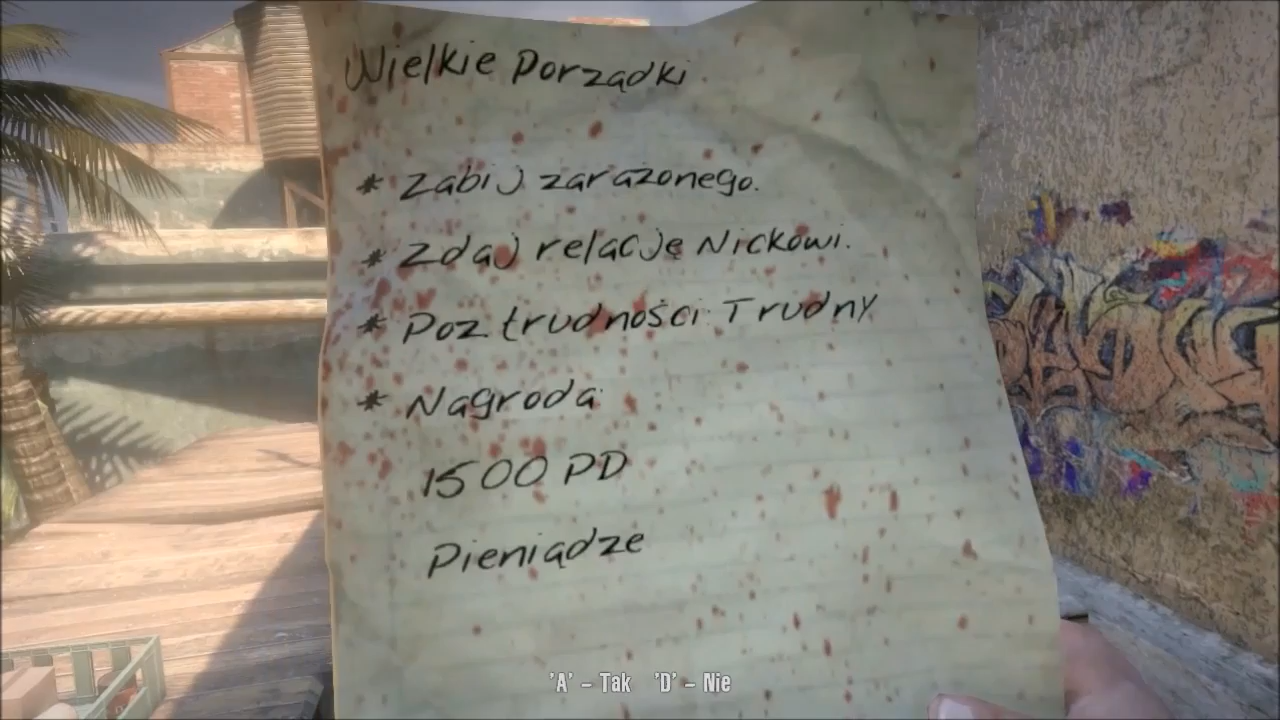 Wielkie Porządki
* Zabij zarażonego.
* Zdaj relację Nickowi.
* Poz trudności: Trudny
* Nagroda:
1500 PD
Pieniądze
'A' – Tak 'D' – Nie